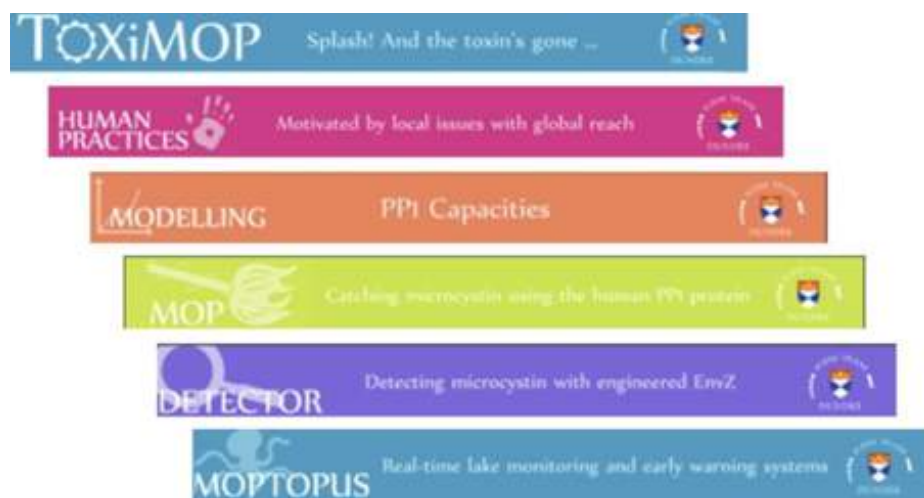 ToXiMOP Splash! And the toxin's gone ...
HUMAN
PRACTICES Motivated by local issues with global reach
MODELLING PP1 Capacities
MOP Catching microcystin using the human PP1 protein
DETECTOR Detecting microcystin with engineered EnvZ
MOPTOPUS Real-time lake monitoring and early warning systems